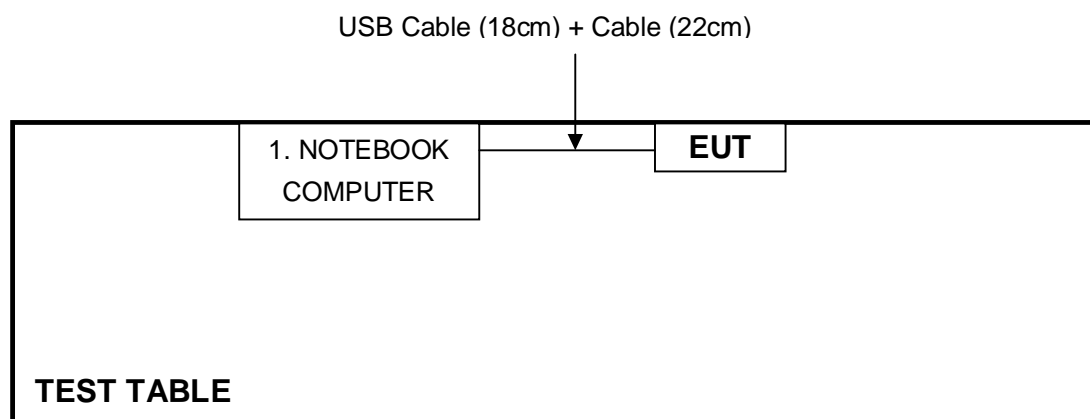 USB Cable (18cm) + Cable (22cm)
1. NOTEBOOK
COMPUTER
EUT
TEST TABLE